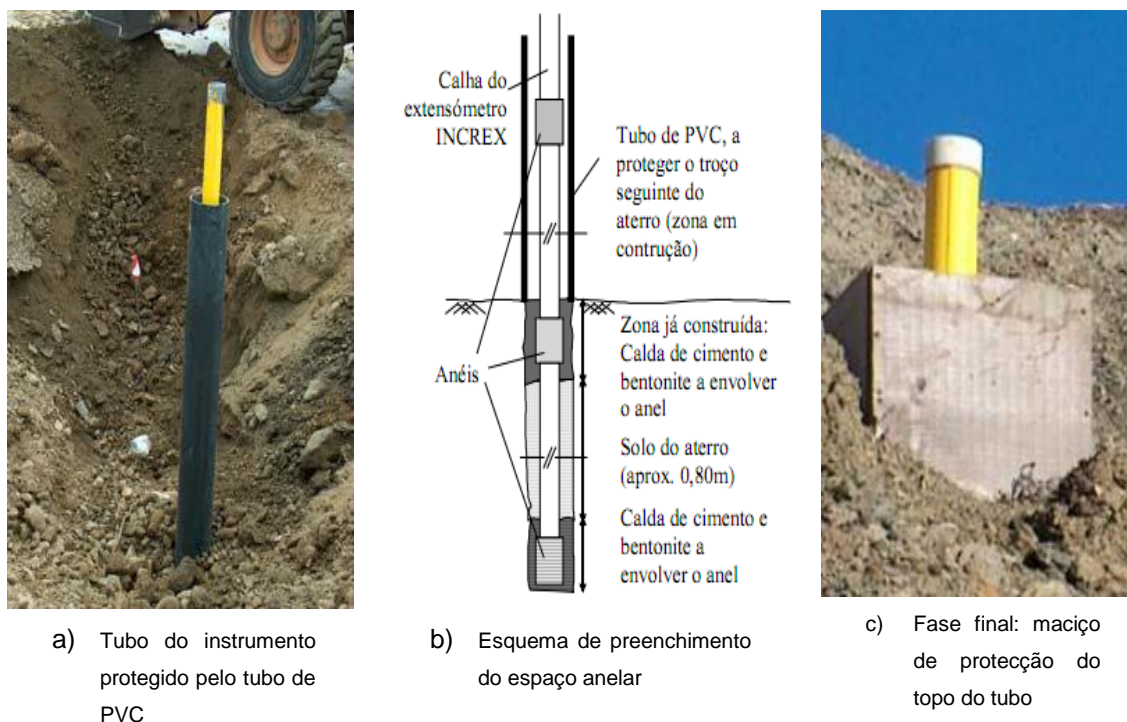 Calha do
extensómetro
INCREX
Tubo de PVC, a
proteger o troço
seguinte do
aterro (zona em
contrução)
Zona já construída:
Calda de cimento e
bentonite a envolver
o anel
Anéis
Solo do aterro
(aprox. 0,80m)
Calda de cimento e
bentonite a
envolver o anel
a) Tubo do instrumento
protegido pelo tubo de
PVC
b) Esquema de preenchimento
do espaço anelar
c) Fase final: maciço
de protecção do
topo do tubo